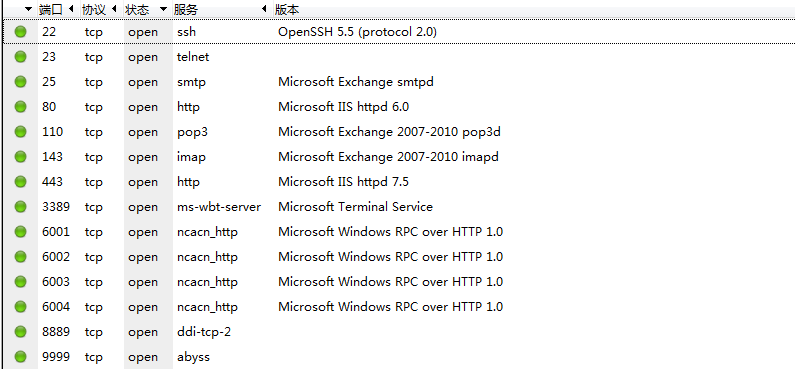 端口 协议 状态 服务 版本
22 tcp open ssh OpenSSH 5.5 (protocol 2.0)
23 tcp open telnet
25 tcp open smtp Microsoft Exchange smtpd
80 tcp open http Microsoft IIS httpd 6.0
110 tcp open pop3 Microsoft Exchange 2007-2010 pop3d
143 tcp open imap Microsoft Exchange 2007-2010 imapd
443 tcp open http Microsoft IIS httpd 7.5
3389 tcp open ms-wbt-server Microsoft Terminal Service
6001 tcp open ncacn_http Microsoft Windows RPC over HTTP 1.0
6002 tcp open ncacn_http Microsoft Windows RPC over HTTP 1.0
6003 tcp open ncacn_http Microsoft Windows RPC over HTTP 1.0
6004 tcp open ncacn_http Microsoft Windows RPC over HTTP 1.0
8889 tcp open ddi-tcp-2
9999 tcp open abyss